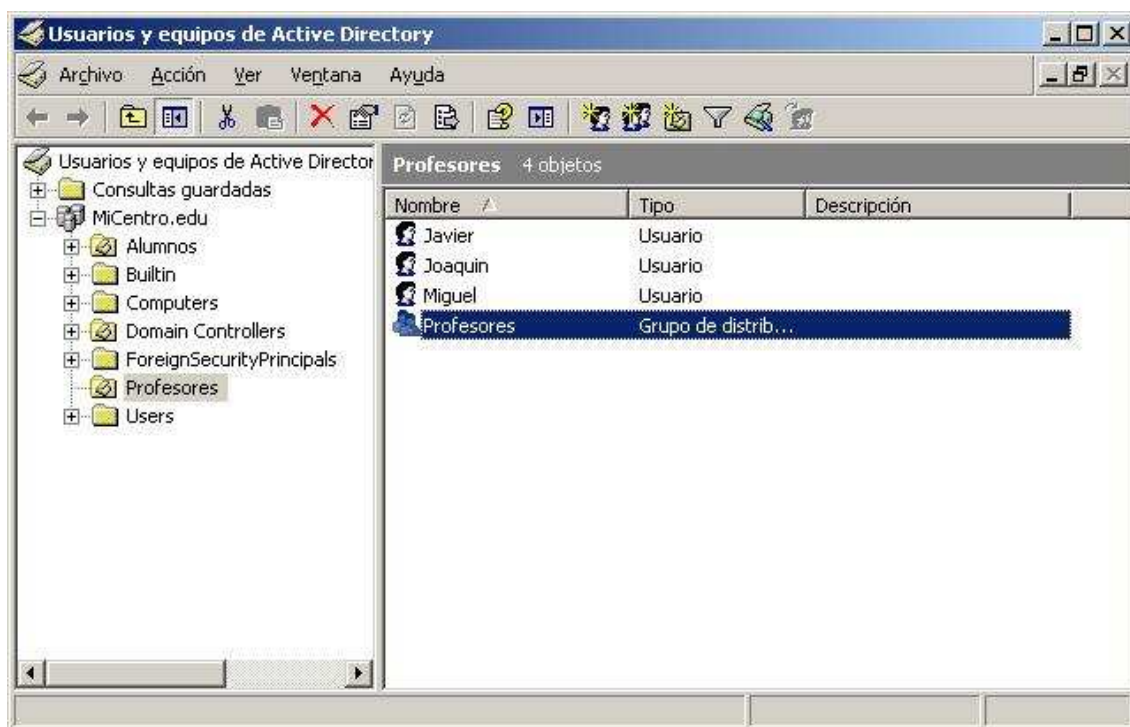 Usuarios y equipos de Active Directory
Archivo Acción Ver Ventana Ayuda
Usuarios y equipos de Active Director
Consultas guardadas
MiCentro.edu
Alumnos
Builtin
Computers
Domain Controllers
ForeignSecurityPrincipals
Profesores
Users
Profesores 4 objetos
Nombre Tipo Descripción
Javier Usuario
Joaquin Usuario
Miguel Usuario
Profesores Grupo de distrib...